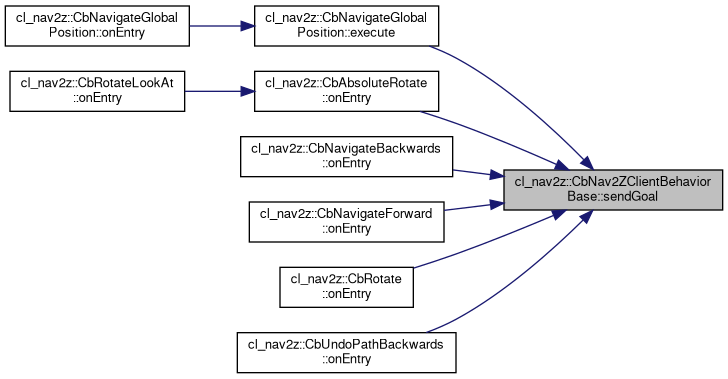 cl_nav2z::CbNavigateGlobal
Position::onEntry
cl_nav2z::CbNavigateGlobal
Position::execute
cl_nav2z::CbRotateLookAt
::onEntry
cl_nav2z::CbAbsoluteRotate
::onEntry
cl_nav2z::CbNavigateBackwards
::onEntry
cl_nav2z::CbNav2ZClientBehavior
Base::sendGoal
cl_nav2z::CbNavigateForward
::onEntry
cl_nav2z::CbRotate
::onEntry
cl_nav2z::CbUndoPathBackwards
::onEntry